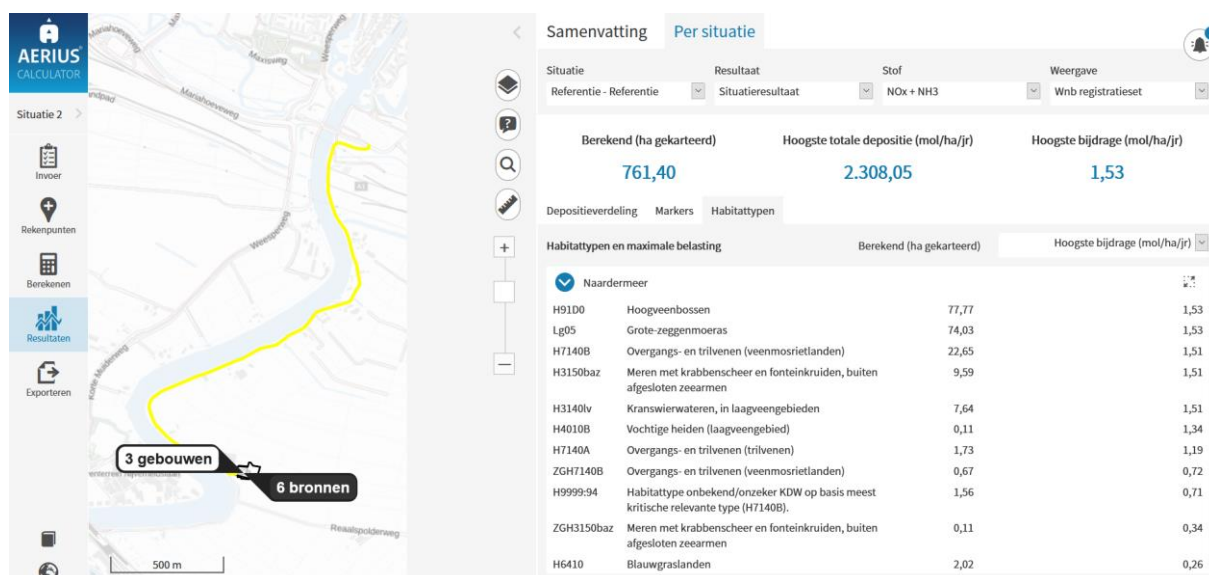 AERIUS
CALCULATOR
Situatie 2
Invoer
Rekenpunten
Berekenen
Resultaten
Exporteren
Mariahoeveweg
Maxisweg
Weesperweg
Mariahoeveweg
A1
Weesperweg
Korte Muiderweg
3 gebouwen
6 bronnen
Reaalspolderweg
500 m
Samenvatting Per situatie
Situatie Resultaat Stof Weergave
Referentie - Referentie Situatieresultaat NOx + NH3 Wnb registratieset
Berekend (ha gekarteerd) Hoogste totale depositie (mol/ha/jr) Hoogste bijdrage (mol/ha/jr)
761,40 2.308,05 1,53
Depositieverdeling Markers Habitattypen
Habitattypen en maximale belasting Berekend (ha gekarteerd) Hoogste bijdrage (mol/ha/jr)
Naardermeer
H91D0 Hoogveenbossen 77,77 1,53
Lg05 Grote-zeggenmoeras 74,03 1,53
H7140B Overgangs- en trilvenen (veenmosrietlanden) 22,65 1,51
H3150baz Meren met krabbenscheer en fonteinkruiden, buiten 9,59 1,51
afgesloten zeearmen
H3140lv Kranswierwateren, in laagveengebieden 7,64 1,51
H4010B Vochtige heiden (laagveengebied) 0,11 1,34
H7140A Overgangs- en trilvenen (trilvenen) 1,73 1,19
ZGH7140B Overgangs- en trilvenen (veenmosrietlanden) 0,67 0,72
H9999:94 Habitattype onbekend/onzeker KDW op basis meest 1,56 0,71
kritische relevante type (H7140B).
ZGH3150baz Meren met krabbenscheer en fonteinkruiden, buiten 0,11 0,34
afgesloten zeearmen
H6410 Blauwgraslanden 2,02 0,26